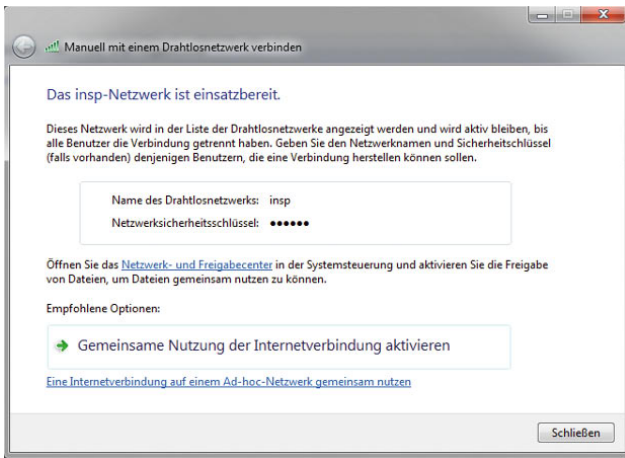 Manuell mit einem Drahtlosnetzwerk verbinden
Das insp-Netzwerk ist einsatzbereit.
Dieses Netzwerk wird in der Liste der Drahtlosnetzwerke angezeigt werden und wird aktiv bleiben, bis
alle Benutzer die Verbindung getrennt haben. Geben Sie den Netzwerknamen und Sicherheitschlüssel
(falls vorhanden) denjenigen Benutzern, die eine Verbindung herstellen können sollen.
Name des Drahtlosnetzwerks: insp
Netzwerksicherheitsschlüssel: ●●●●●●
Öffnen Sie das Netzwerk- und Freigabecenter in der Systemsteuerung und aktivieren Sie die Freigabe
von Dateien, um Dateien gemeinsam nutzen zu können.
Empfohlene Optionen:
Gemeinsame Nutzung der Internetverbindung aktivieren
Eine Internetverbindung auf einem Ad-hoc-Netzwerk gemeinsam nutzen
Schließen